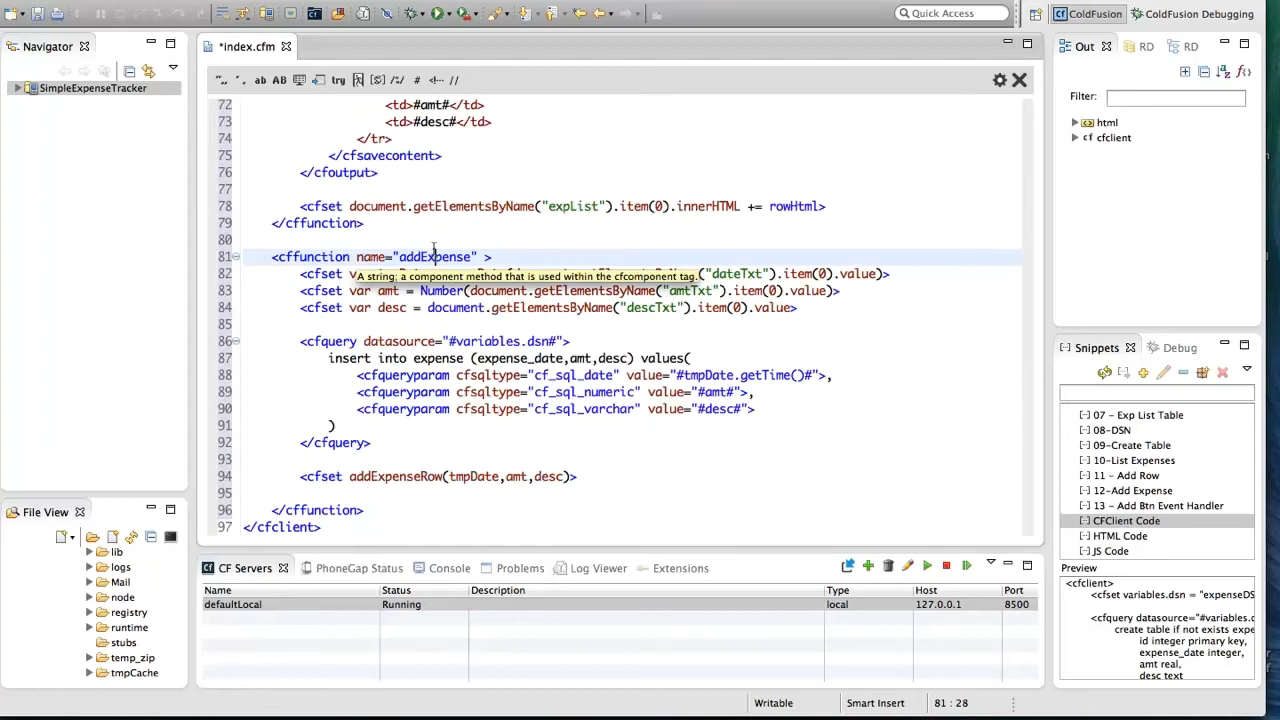 Quick Access
ColdFusion
ColdFusion Debugging
Navigator
*index.cfm
Out
RD
RD
SimpleExpenseTracker
ab AB try # //
Filter:
html
cfclient
72 <td>#amt#</td>
73 <td>#desc#</td>
74 </tr>
75 </cfsavecontent>
76 </cfoutput>
77
78 <cfset document.getElementsByName("expList").item(0).innerHTML += rowHtml>
79 </cffunction>
80
81 <cffunction name="addExpense" >
82 <cfset v "dateTxt").item(0).value)>
A string; a component method that is used within the cfcomponent tag.
83 <cfset var amt = Number(document.getElementsByName("amtTxt").item(0).value)>
84 <cfset var desc = document.getElementsByName("descTxt").item(0).value>
85
86 <cfquery datasource="#variables.dsn#">
87 insert into expense (expense_date,amt,desc) values(
88 <cfqueryparam cfsqltype="cf_sql_date" value="#tmpDate.getTime()#">,
89 <cfqueryparam cfsqltype="cf_sql_numeric" value="#amt#">,
90 <cfqueryparam cfsqltype="cf_sql_varchar" value="#desc#">
91 )
92 </cfquery>
93
94 <cfset addExpenseRow(tmpDate,amt,desc)>
95
96 </cffunction>
97 </cfclient>
Snippets
Debug
07 - Exp List Table
08-DSN
09-Create Table
10-List Expenses
11 - Add Row
12-Add Expense
13 - Add Btn Event Handler
CFClient Code
HTML Code
JS Code
Preview
<cfclient>
<cfset variables.dsn = "expenseDS
<cfquery datasource="#variables.d
create table if not exists expe
id integer primary key,
expense_date integer,
amt real,
desc text
File View
lib
logs
Mail
node
registry
runtime
stubs
temp_zip
tmpCache
CF Servers
PhoneGap Status
Console
Problems
Log Viewer
Extensions
Name Status Description Type Host Port
defaultLocal Running local 127.0.0.1 8500
Writable
Smart Insert
81 : 28